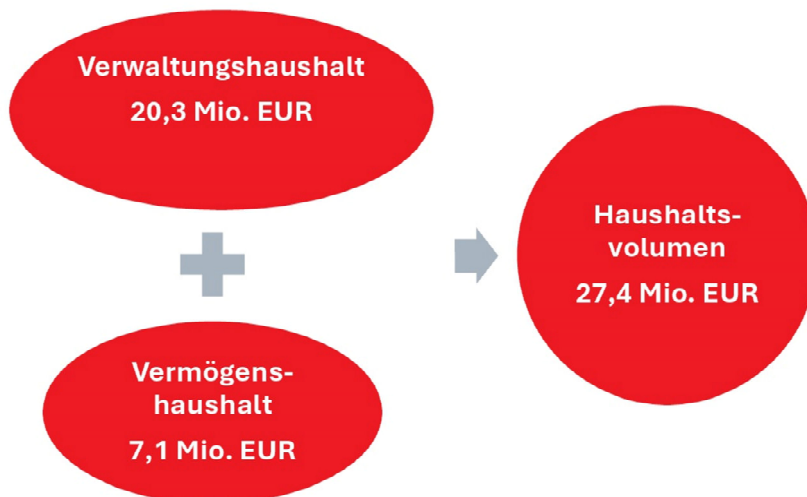 Verwaltungshaushalt
20,3 Mio. EUR
Vermögens-
haushalt
7,1 Mio. EUR
Haushalts-
volumen
27,4 Mio. EUR